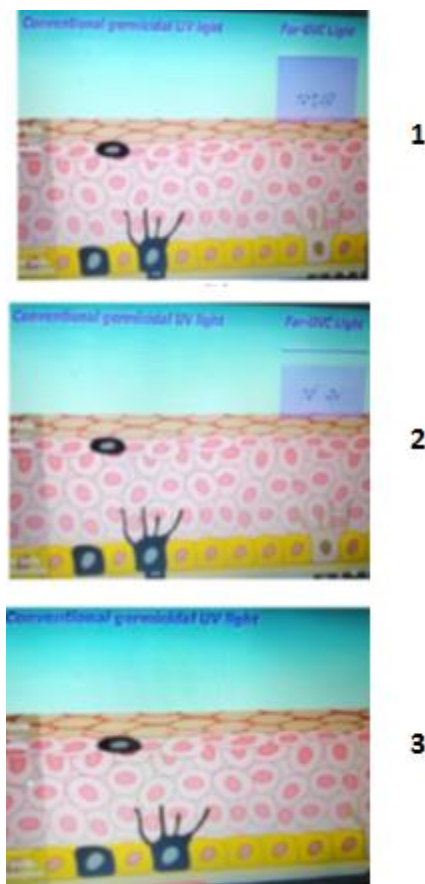 Conventional germicidal UV light
Far-UVC Light
1
Conventional germicidal UV light
Far-UVC Light
2
Conventional germicidal UV light
3